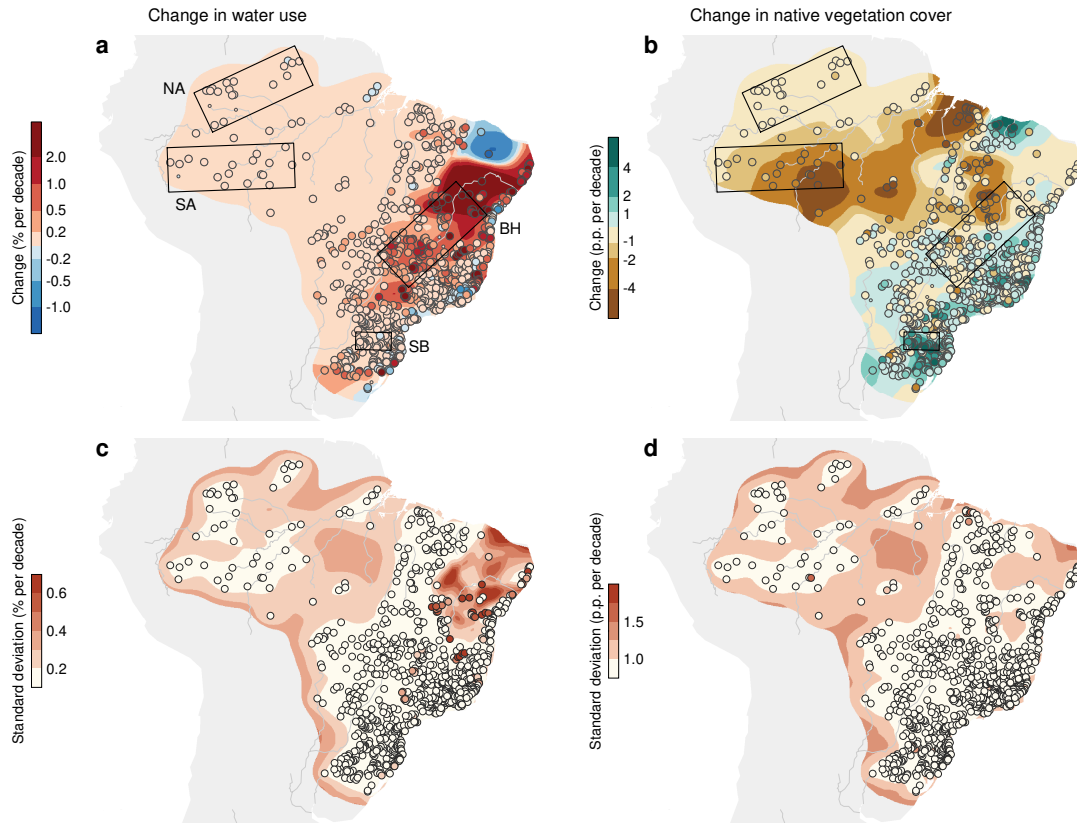 Change in water use
Change in native vegetation cover
a
NA
SA
BH
SB
Change (% per decade)
2.0
1.0
0.5
0.2
-0.2
-0.5
-1.0
b
Change (p.p. per decade)
4
2
1
-1
-2
-4
c
Standard deviation (% per decade)
0.6
0.4
0.2
d
Standard deviation (p.p. per decade)
1.5
1.0